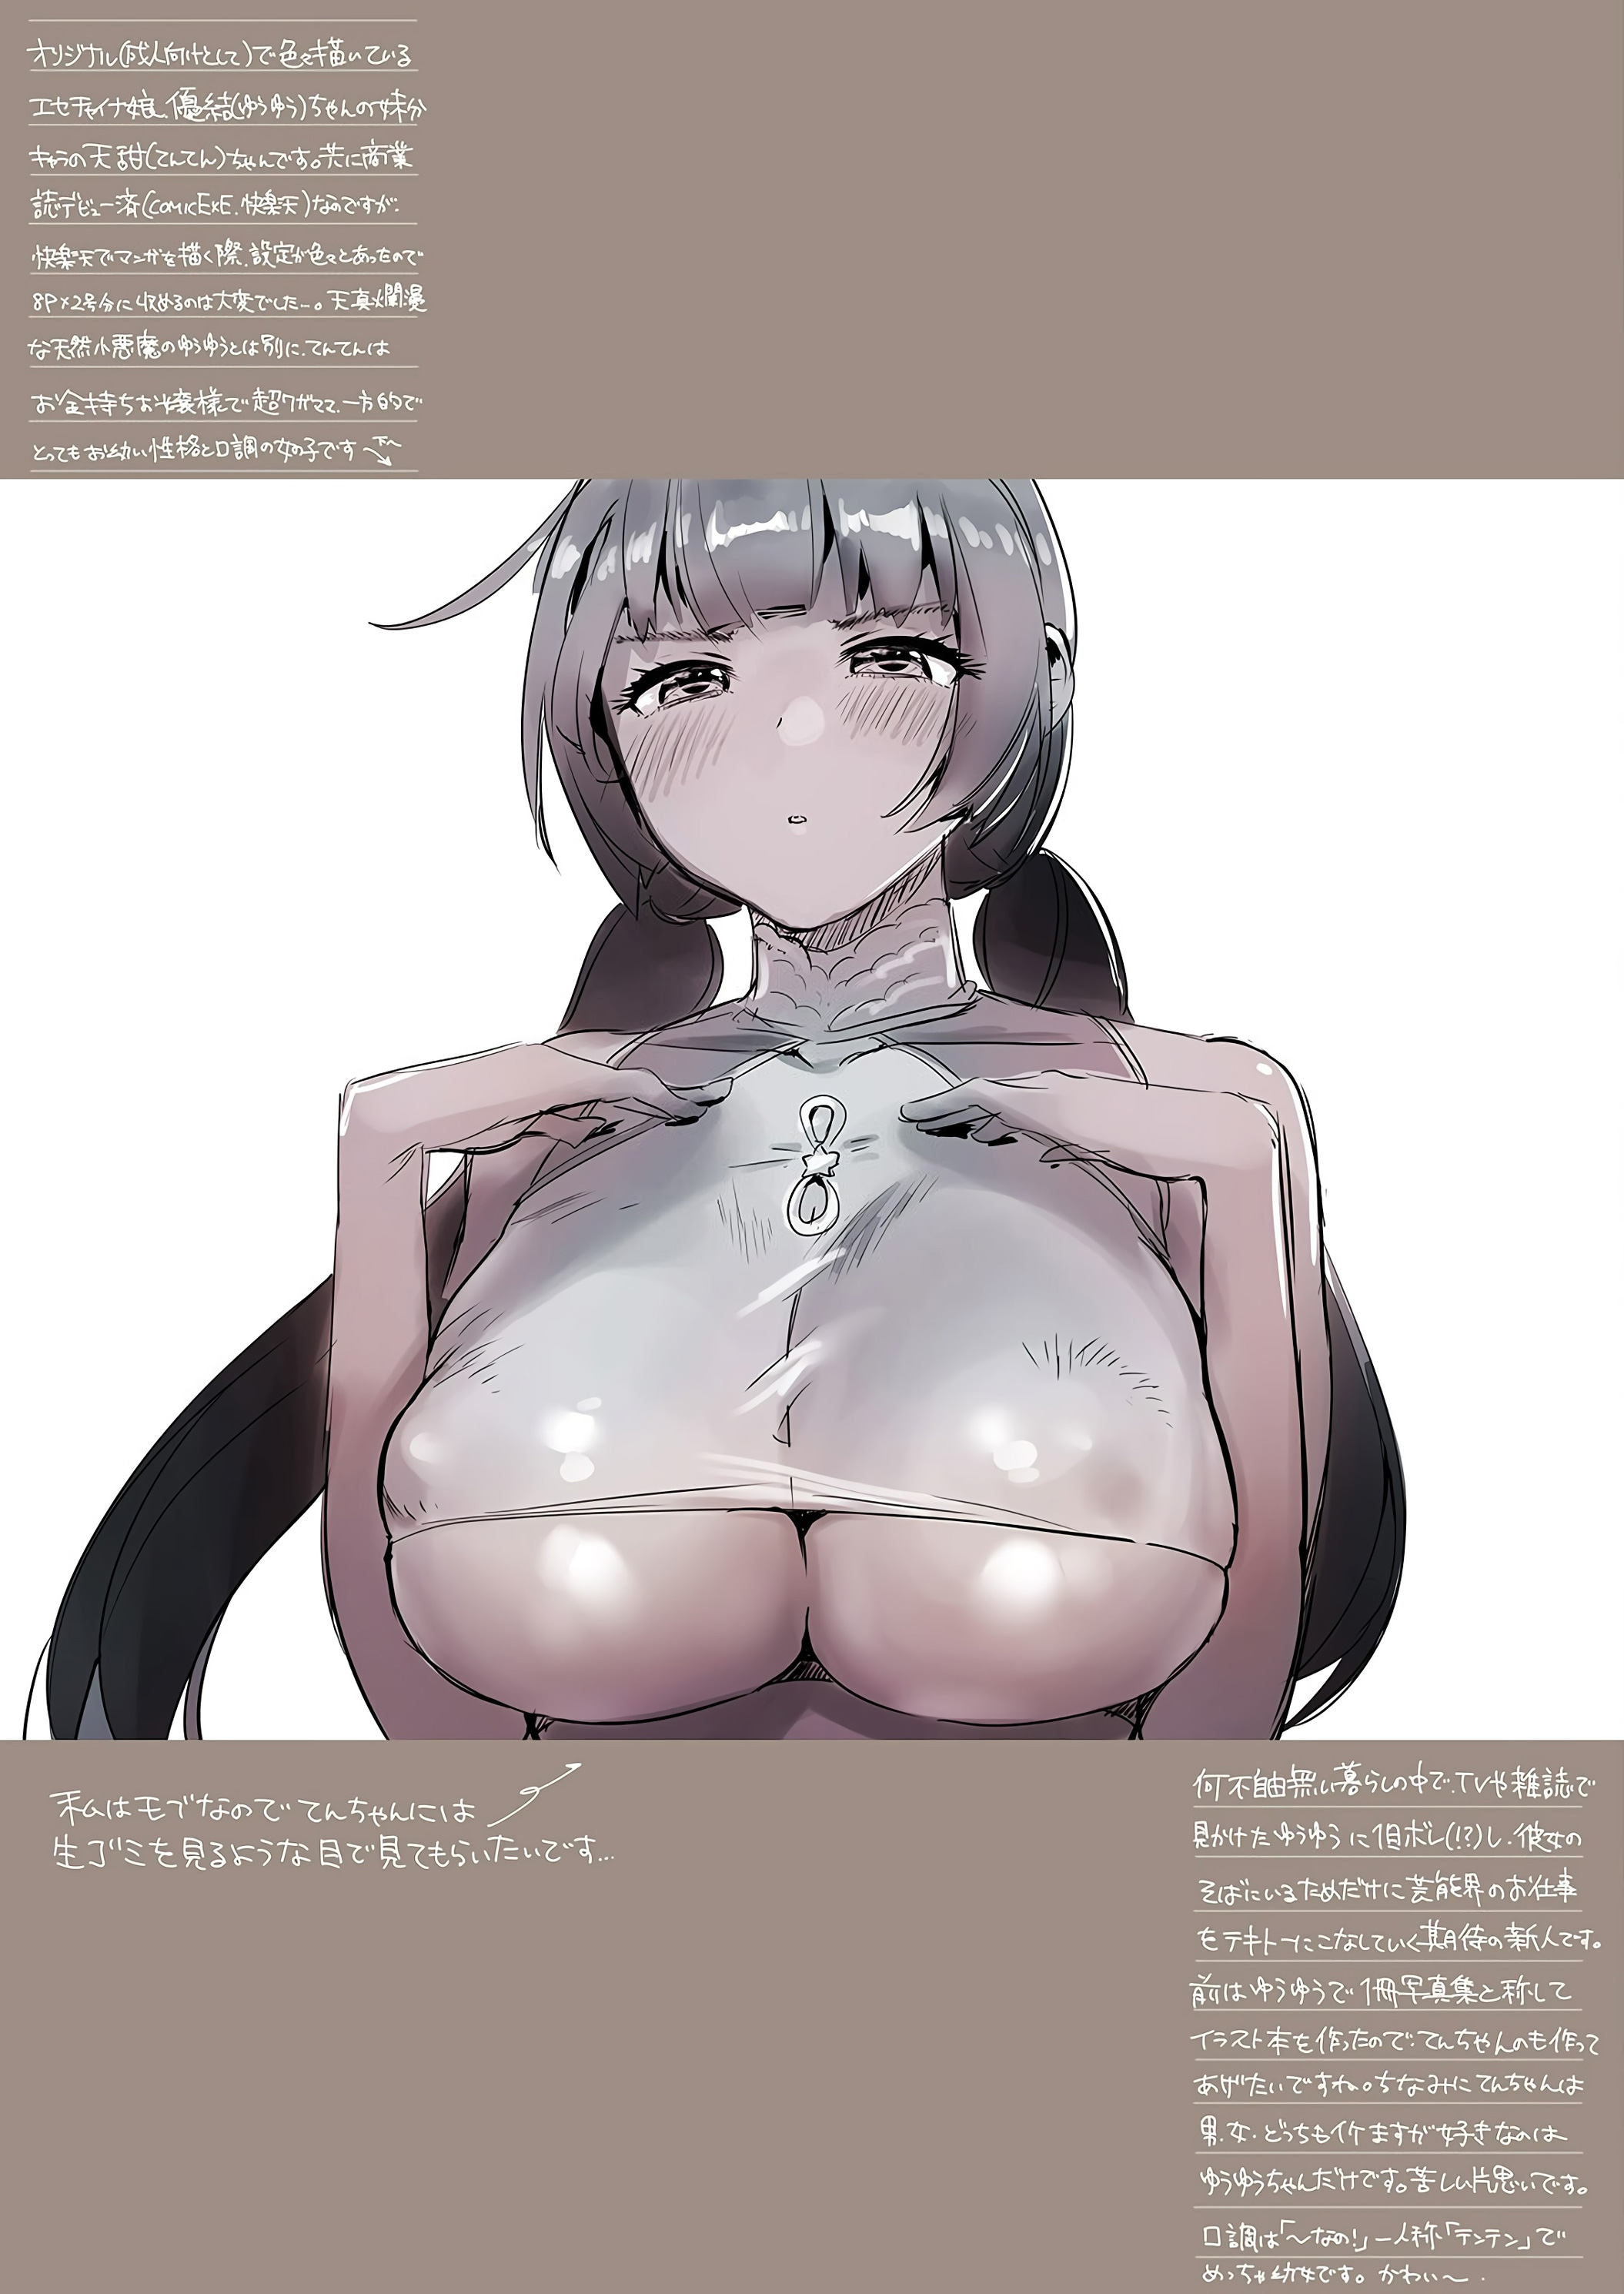 オリジナル(成人向けとして)で色々描いている
エセチャイナ娘、優結(ゆうゆう)ちゃんの妹分
キャラの天甜(てんてん)ちゃんです。共に商業
誌デビュー済(COMIC EXE、快楽天)なのですが、
快楽天でマンガを描く際、設定が色々とあったので
8P×2号分に収めるのは大変でした…。天真爛漫
な天然小悪魔のゆうゆうとは別に、てんてんは
お金持ちお嬢様で超ワガママ、一方的で
とってもお幼い性格と口調の女の子です 下へ
私はモブなので てんちゃんには
生ゴミを見るような目で見てもらいたいです…
何不自由無い暮らしの中で、TVや雑誌で
見かけたゆうゆうに1目ボレ(!?)し、彼女の
そばにいるためだけに芸能界のお仕事
をテキトーにこなしていく期待の新人です。
前はゆうゆうで1冊写真集と称して
イラスト本を作ったので、てんちゃんのも作って
あげたいですね。ちなみにてんちゃんは
男、女、どっちもイケますが好きなのは
ゆうゆうちゃんだけです。苦しい片思いです。
口調は「〜なの!」一人称「テンテン」で
めっちゃ幼女です。かわい〜.